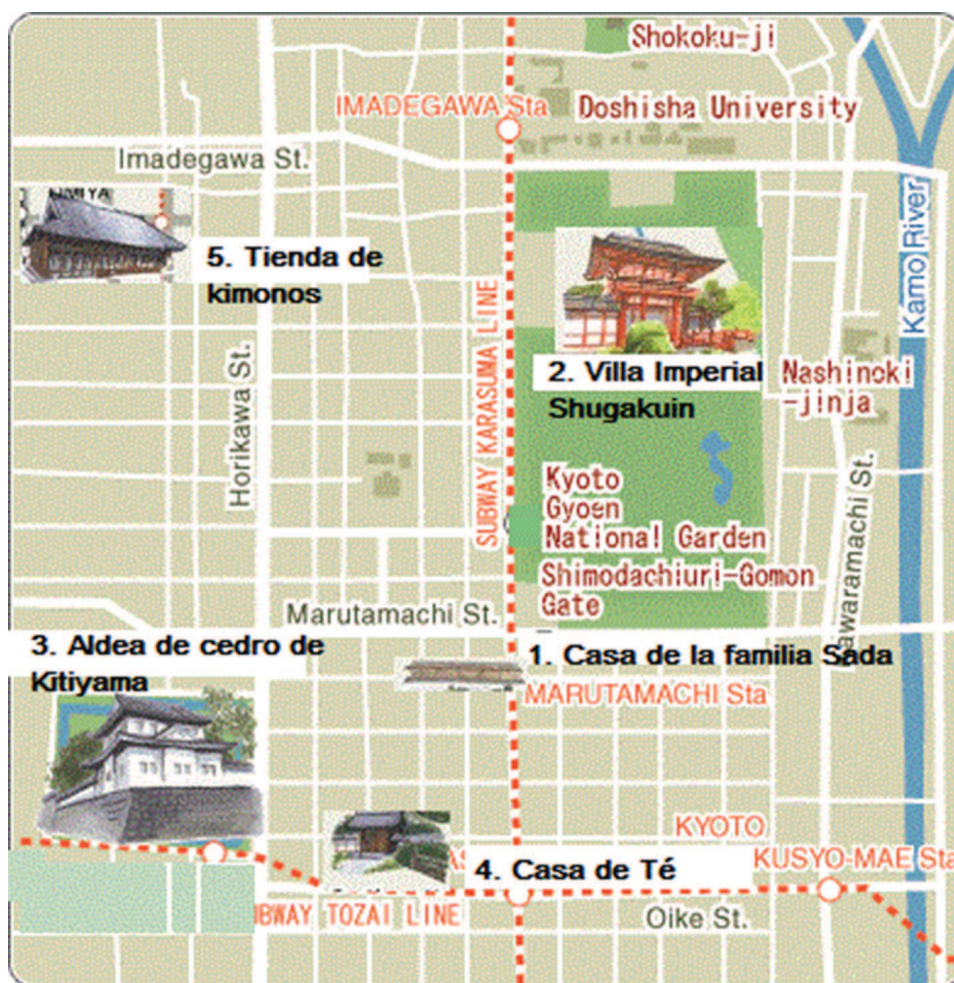 Shokoku-ji
IMADEGAWA Sta
Doshisha University
Imadegawa St.
5. Tienda de
kimonos
Kamo River
SUBWAY KARASUMA LINE
2. Villa Imperial
Shugakuin
Nashinoki
-jinja
Horikawa St.
Kyoto
Gyoen
National Garden
Shimodachiuri-Gomon
Gate
Marutamachi St.
3. Aldea de cedro de
Kitiyama
1. Casa de la familia Sada
MARUTAMACHI Sta
KYOTO
4. Casa de Té
KUSYO-MAE Sta
TOZAI LINE
Oike St.